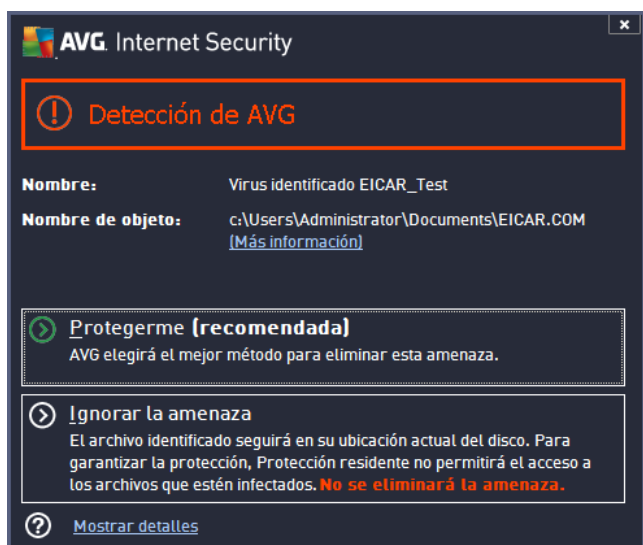 AVG. Internet Security
x
Detección de AVG
Nombre: Virus identificado EICAR_Test
Nombre de objeto: c:\Users\Administrator\Documents\EICAR.COM
(Más información)
Protegerme (recomendada)
AVG elegirá el mejor método para eliminar esta amenaza.
Ignorar la amenaza
El archivo identificado seguirá en su ubicación actual del disco. Para
garantizar la protección, Protección residente no permitirá el acceso a
los archivos que estén infectados. No se eliminará la amenaza.
? Mostrar detalles